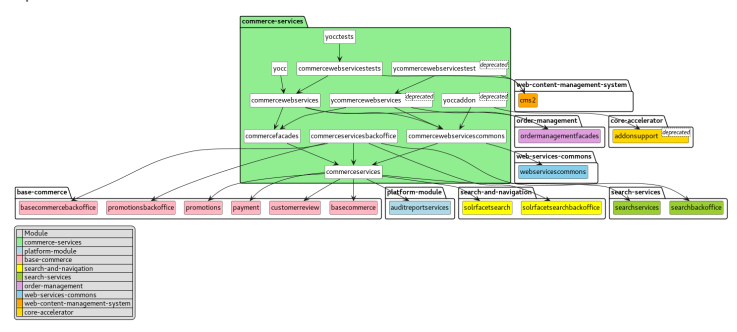 commerce-services
yocctests
yocc
commercewebservicestests
ycommercewebservicestest
deprecated
web-content-management-system
cms2
commercewebservices
ycommercewebservices
deprecated
yoccaddon
deprecated
order-management
core-accelerator
commercefacades
commerceservicesbackoffice
commercewebservicescommons
ordermanagementfacades
addonsupport
deprecated
web-services-commons
commerceservices
webservicescommons
base-commerce
platform-module
search-and-navigation
search-services
basecommercebackoffice
promotionsbackoffice
promotions
payment
customerreview
basecommerce
auditreportservices
solrfacetsearch
solrfacetsearchbackoffice
searchservices
searchbackoffice
Module
commerce-services
platform-module
base-commerce
search-and-navigation
search-services
order-management
web-services-commons
web-content-management-system
core-accelerator